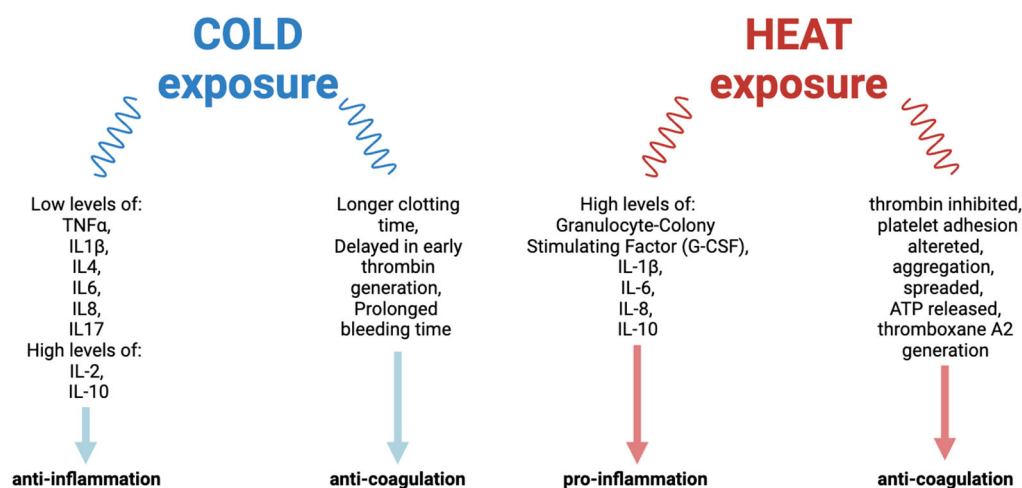 COLD
exposure
Low levels of:
TNFα,
IL1β,
IL4,
IL6,
IL8,
IL17
High levels of:
IL-2,
IL-10
anti-inflammation
Longer clotting
time,
Delayed in early
thrombin
generation,
Prolonged
bleeding time
anti-coagulation
HEAT
exposure
High levels of:
Granulocyte-Colony
Stimulating Factor (G-CSF),
IL-1β,
IL-6,
IL-8,
IL-10
pro-inflammation
thrombin inhibited,
platelet adhesion
altereted,
aggregation,
spreaded,
ATP released,
thromboxane A2
generation
anti-coagulation